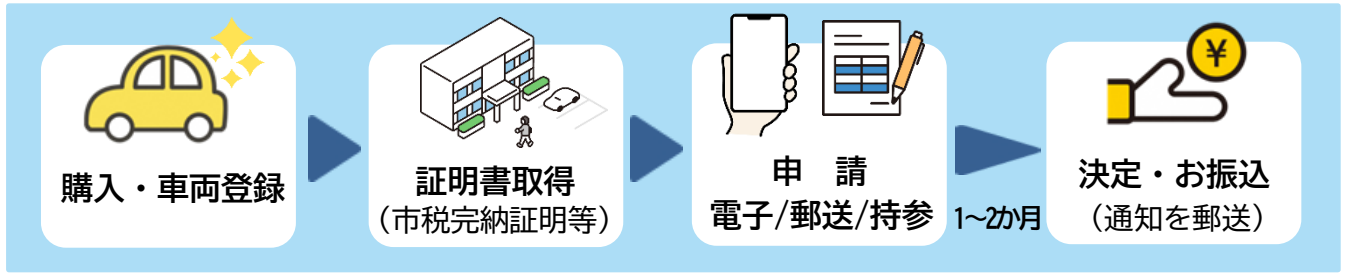 購入・車両登録
証明書取得
（市税完納証明等）
申　請
電子/郵送/持参
1～2か月
¥
決定・お振込
（通知を郵送）